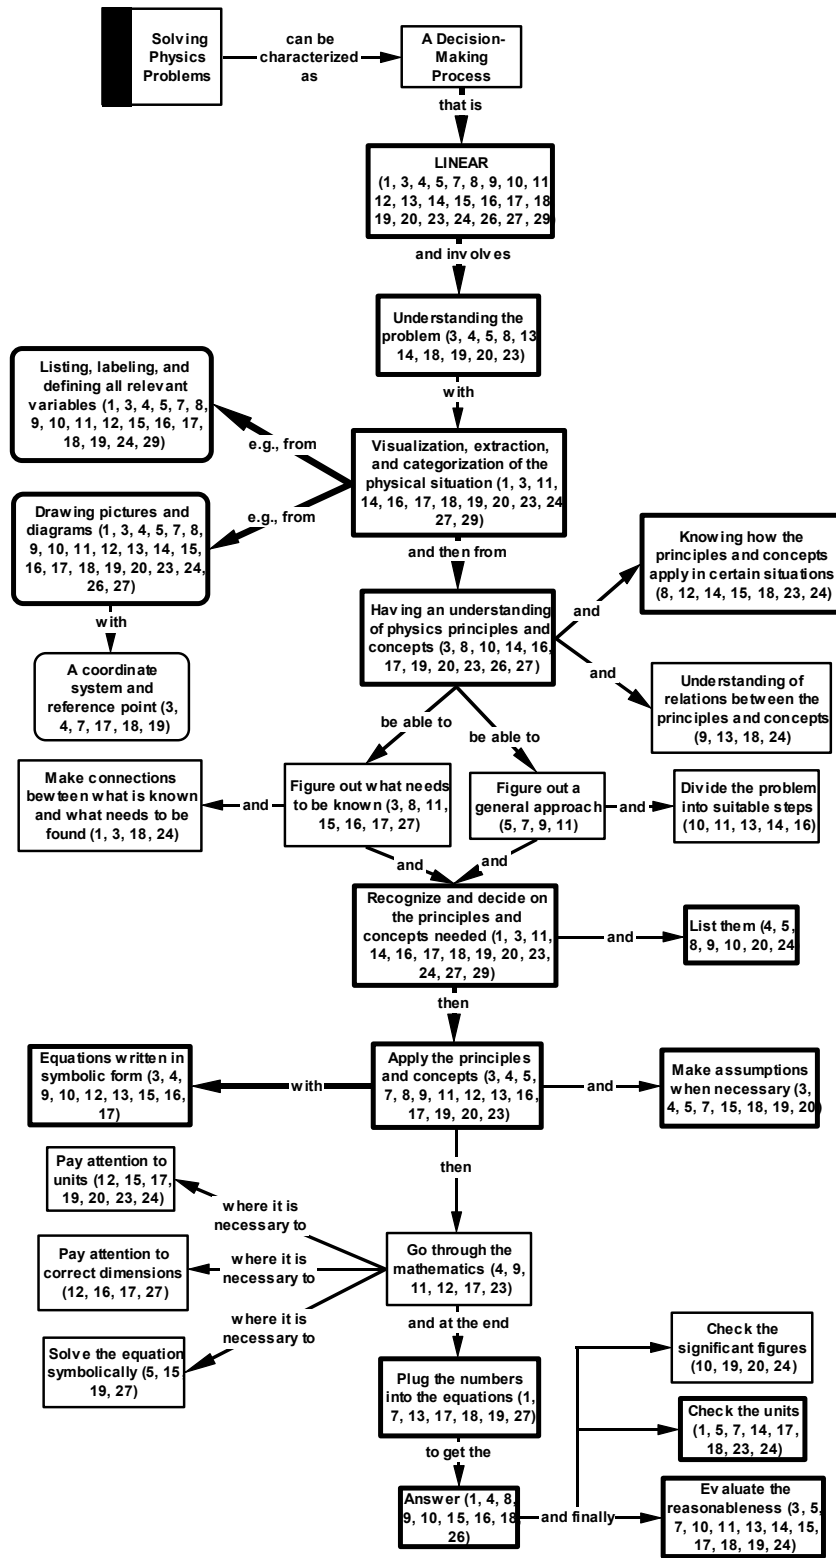 Solving
Physics
Problems
can be
characterized
as
A Decision-
Making
Process
that is
LINEAR
(1, 3, 4, 5, 7, 8, 9, 10, 11
12, 13, 14, 15, 16, 17, 18
19, 20, 23, 24, 26, 27, 29)
and involves
Understanding the
problem (3, 4, 5, 8, 13
14, 18, 19, 20, 23)
with
Listing, labeling, and
defining all relevant
variables (1, 3, 4, 5, 7, 8,
9, 10, 11, 12, 15, 16, 17,
18, 19, 24, 29)
e.g., from
Visualization, extraction,
and categorization of the
physical situation (1, 3, 11,
14, 16, 17, 18, 19, 20, 23, 24
27, 29)
e.g., from
Drawing pictures and
diagrams (1, 3, 4, 5, 7, 8,
9, 10, 11, 12, 13, 14, 15,
16, 17, 18, 19, 20, 23, 24,
26, 27)
and then from
Knowing how the
principles and concepts
apply in certain situations
(8, 12, 14, 15, 18, 23, 24)
and
Having an understanding
of physics principles and
concepts (3, 8, 10, 14, 16,
17, 19, 20, 23, 26, 27)
with
A coordinate
system and
reference point (3,
4, 7, 17, 18, 19)
and
Understanding of
relations between the
principles and concepts
(9, 13, 18, 24)
be able to
be able to
Make connections
bewteen what is known
and what needs to be
found (1, 3, 18, 24)
and
Figure out what needs
to be known (3, 8, 11,
15, 16, 17, 27)
Figure out a
general approach
(5, 7, 9, 11)
and
Divide the problem
into suitable steps
(10, 11, 13, 14, 16)
and
and
Recognize and decide on
the principles and
concepts needed (1, 3, 11,
14, 16, 17, 18, 19, 20, 23,
24, 27, 29)
and
List them (4, 5,
8, 9, 10, 20, 24
then
Equations written in
symbolic form (3, 4,
9, 10, 12, 13, 15, 16,
17)
with
Apply the principles
and concepts (3, 4, 5
7, 8, 9, 11, 12, 13, 16,
17, 19, 20, 23)
and
Make assumptions
when necessary (3,
4, 5, 7, 15, 18, 19, 20)
then
Pay attention to
units (12, 15, 17,
19, 20, 23, 24)
where it is
necessary to
Pay attention to
correct dimensions
(12, 16, 17, 27)
where it is
necessary to
Go through the
mathematics (4, 9,
11, 12, 17, 23)
where it is
necessary to
Solve the equation
symbolically (5, 15
19, 27)
and at the end
Plug the numbers
into the equations (1,
7, 13, 17, 18, 19, 27)
to get the
Check the
significant figures
(10, 19, 20, 24)
Check the units
(1, 5, 7, 14, 17,
18, 23, 24)
Answer (1, 4, 8,
9, 10, 15, 16, 18,
26)
and finally
Evaluate the
reasonableness (3, 5,
7, 10, 11, 13, 14, 15,
17, 18, 19, 24)